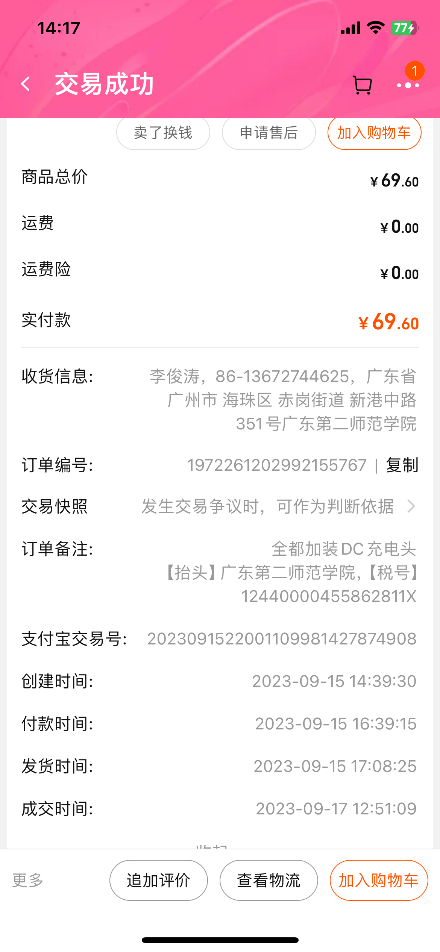 14:17
77
1
交易成功
卖了换钱 申请售后 加入购物车
商品总价 ¥69.60
运费 ¥0.00
运费险 ¥0.00
实付款 ¥69.60
收货信息: 李俊涛，86-13672744625，广东省
广州市 海珠区 赤岗街道 新港中路
351号广东第二师范学院
订单编号: 1972261202992155767 | 复制
交易快照 发生交易争议时，可作为判断依据
订单备注: 全都加装DC充电头
【抬头】广东第二师范学院，【税号】
12440000455862811X
支付宝交易号: 2023091522001109981427874908
创建时间: 2023-09-15 14:39:30
付款时间: 2023-09-15 16:39:15
发货时间: 2023-09-15 17:08:25
成交时间: 2023-09-17 12:51:09
更多 追加评价 查看物流 加入购物车